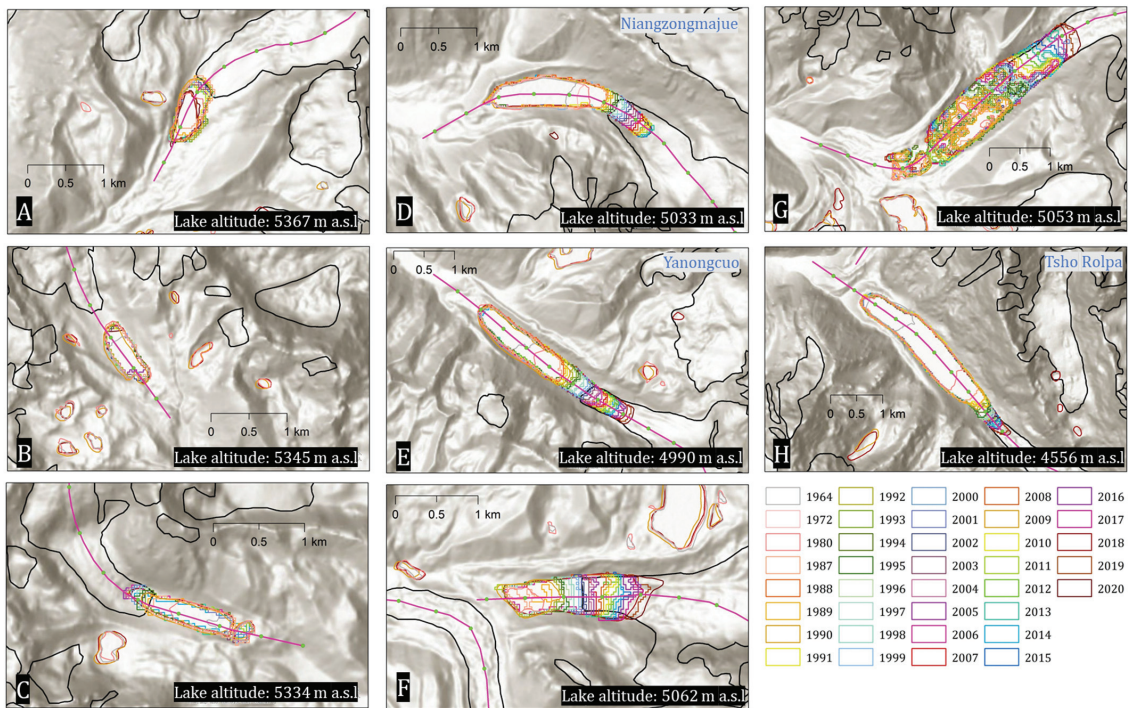 0 0.5 1 km
A
Lake altitude: 5367 m a.s.l
Niangzongmajue
0 0.5 1 km
D
Lake altitude: 5033 m a.s.l
0 0.5 1 km
G
Lake altitude: 5053 m a.s.l
0 0.5 1 km
B
Lake altitude: 5345 m a.s.l
Yanongcuo
0 0.5 1 km
E
Lake altitude: 4990 m a.s.l
Tsho Rolpa
0 0.5 1 km
H
Lake altitude: 4556 m a.s.l
0 0.5 1 km
C
Lake altitude: 5334 m a.s.l
0 0.5 1 km
F
Lake altitude: 5062 m a.s.l
1964 1992 2000 2008 2016
1972 1993 2001 2009 2017
1980 1994 2002 2010 2018
1987 1995 2003 2011 2019
1988 1996 2004 2012 2020
1989 1997 2005 2013
1990 1998 2006 2014
1991 1999 2007 2015